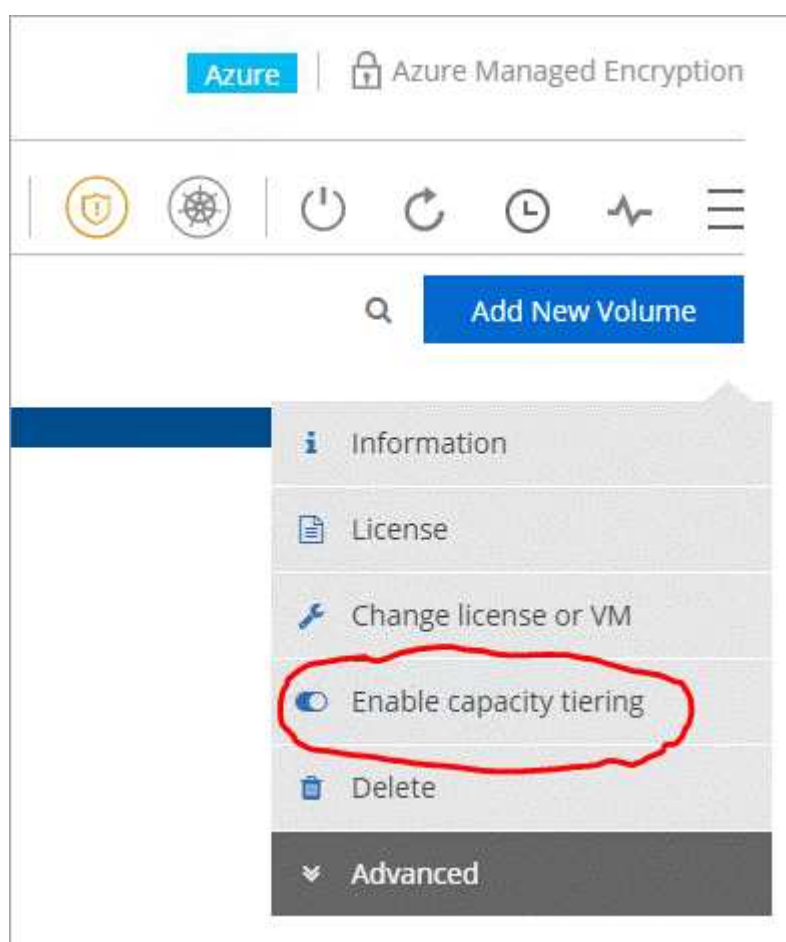 Azure
Azure Managed Encryption
Add New Volume
Information
License
Change license or VM
Enable capacity tiering
Delete
Advanced